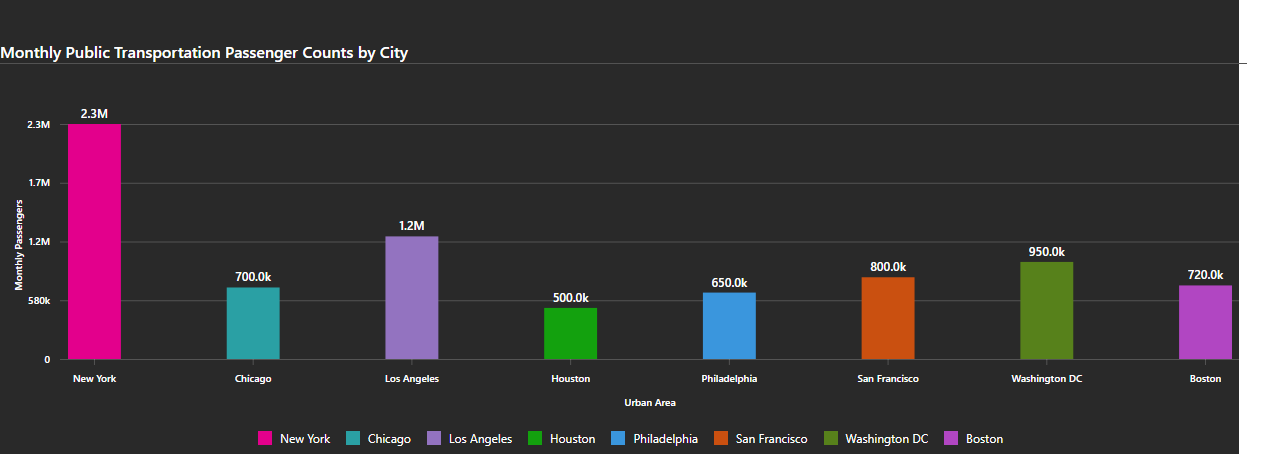 Monthly Public Transportation Passenger Counts by City
2.3M
2.3M
1.7M
1.2M
1.2M
950.0k
800.0k
700.0k
720.0k
650.0k
500.0k
580k
0
Monthly Passengers
New York Chicago Los Angeles Houston Philadelphia San Francisco Washington DC Boston
Urban Area
New York Chicago Los Angeles Houston Philadelphia San Francisco Washington DC Boston